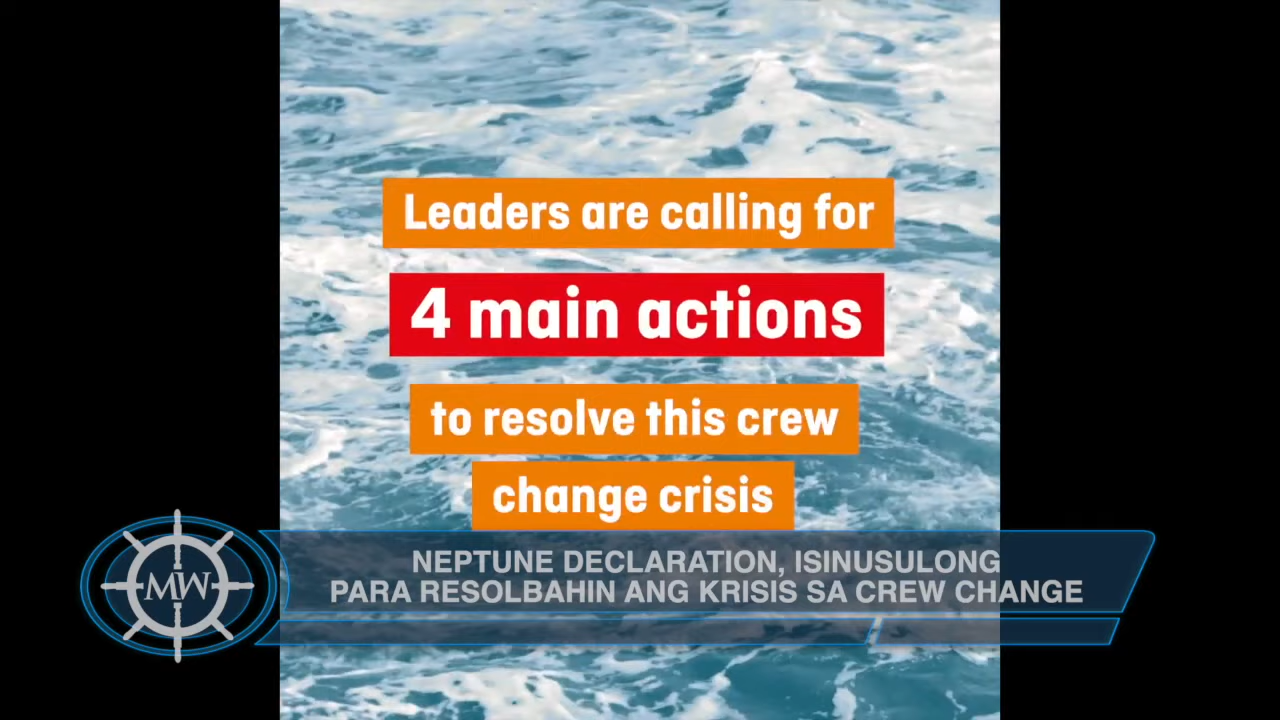 Leaders are calling for
4 main actions
to resolve this crew
change crisis
NEPTUNE DECLARATION, ISINUSULONG
PARA RESOLBAHIN ANG KRISIS SA CREW CHANGE
MW